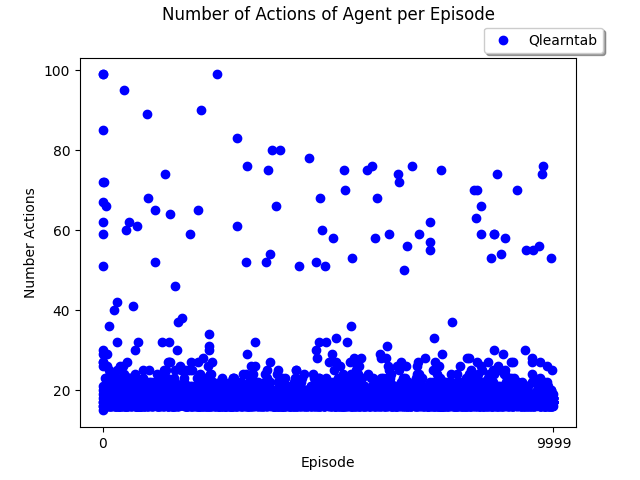 Number of Actions of Agent per Episode
Qlearntab
100
80
60
40
20
Number Actions
0
9999
Episode